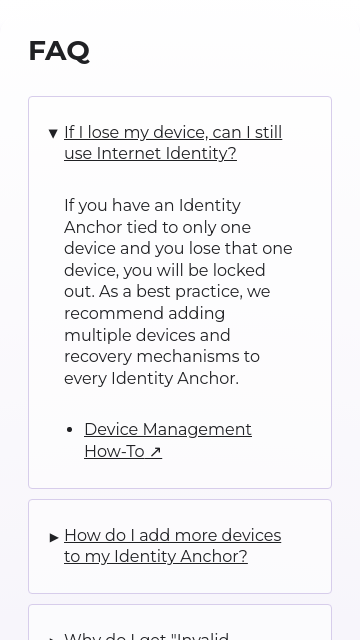 FAQ
▼ If I lose my device, can I still
use Internet Identity?
If you have an Identity
Anchor tied to only one
device and you lose that one
device, you will be locked
out. As a best practice, we
recommend adding
multiple devices and
recovery mechanisms to
every Identity Anchor.
• Device Management
How-To ↗
▶ How do I add more devices
to my Identity Anchor?
Why do I get "Invalid